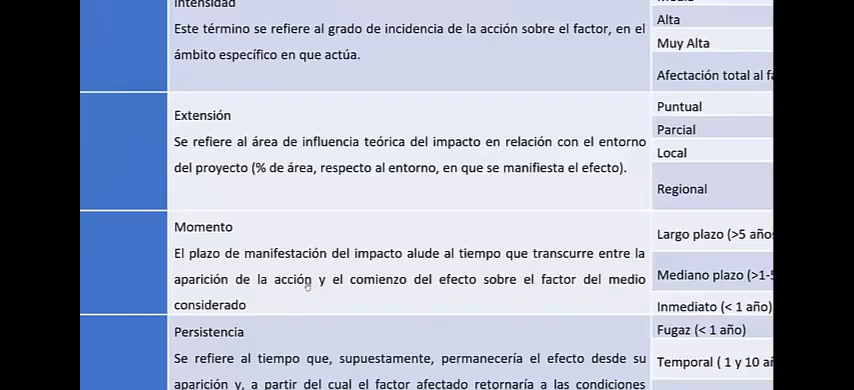 Intensidad
Este término se refiere al grado de incidencia de la acción sobre el factor, en el
ámbito específico en que actúa.
Alta
Muy Alta
Afectación total al
Extensión
Se refiere al área de influencia teórica del impacto en relación con el entorno
del proyecto (% de área, respecto al entorno, en que se manifiesta el efecto).
Puntual
Parcial
Local
Regional
Momento
El plazo de manifestación del impacto alude al tiempo que transcurre entre la
aparición de la acción y el comienzo del efecto sobre el factor del medio
considerado
Largo plazo (>5 años
Mediano plazo (>1-5
Inmediato (< 1 año)
Persistencia
Se refiere al tiempo que, supuestamente, permanecería el efecto desde su
aparición y, a partir del cual el factor afectado retornaría a las condiciones
Fugaz (< 1 año)
Temporal ( 1 y 10